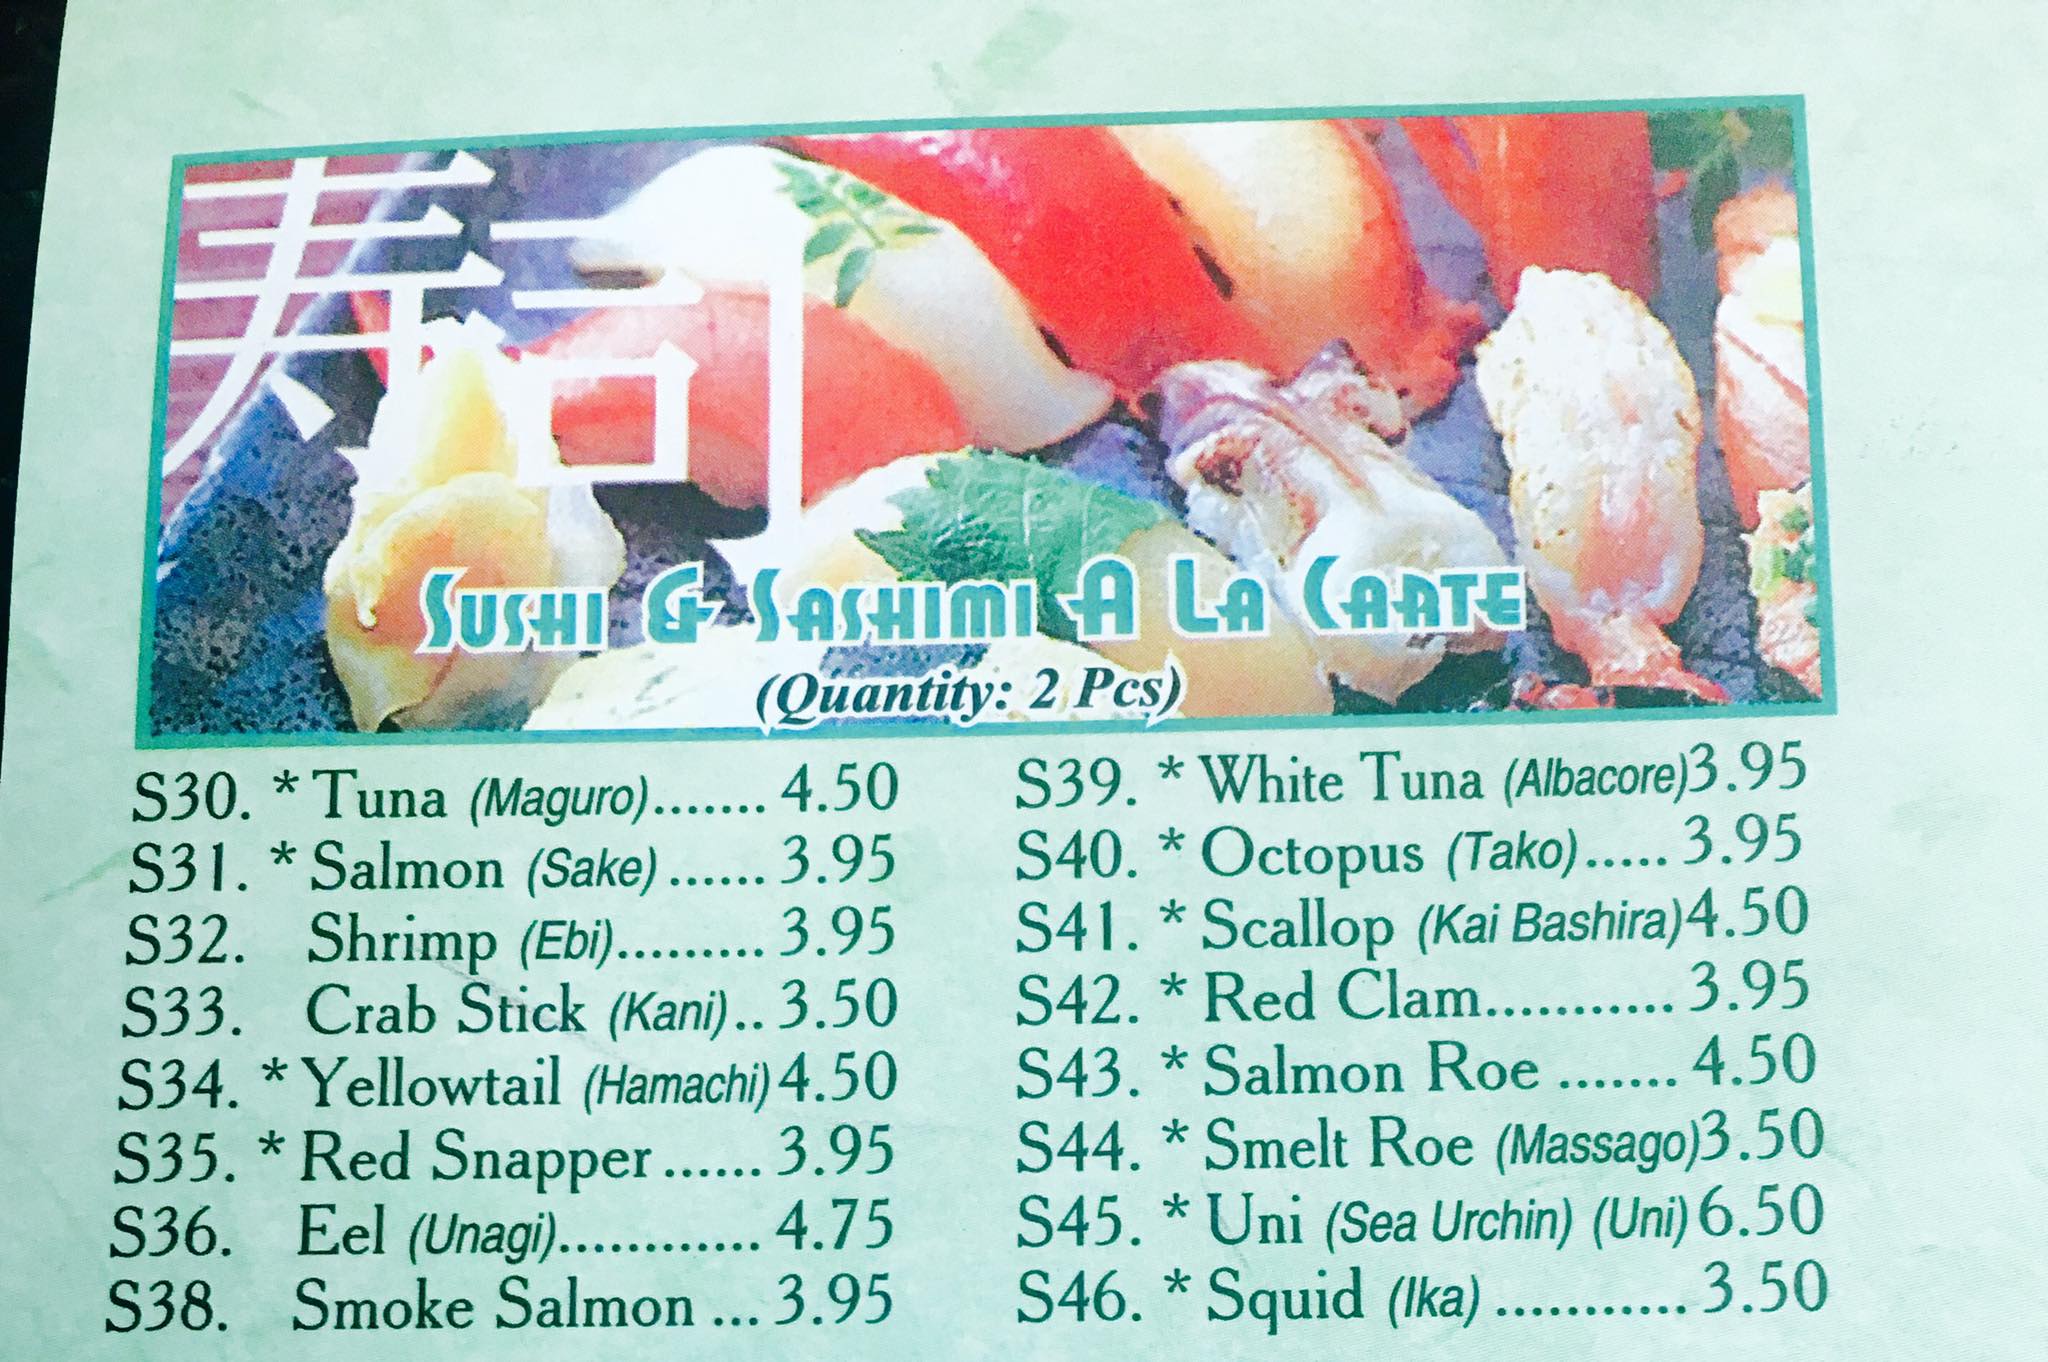 寿司
Sushi & Sashimi A La Carte
(Quantity: 2 Pcs)
S30. * Tuna (Maguro)....... 4.50
S31. * Salmon (Sake) ...... 3.95
S32. Shrimp (Ebi)......... 3.95
S33. Crab Stick (Kani).. 3.50
S34. * Yellowtail (Hamachi) 4.50
S35. * Red Snapper...... 3.95
S36. Eel (Unagi)............. 4.75
S38. Smoke Salmon ... 3.95
S39. * White Tuna (Albacore)3.95
S40. * Octopus (Tako)..... 3.95
S41. * Scallop (Kai Bashira)4.50
S42. * Red Clam........... 3.95
S43. * Salmon Roe ....... 4.50
S44. * Smelt Roe (Massago)3.50
S45. * Uni (Sea Urchin) (Uni) 6.50
S46. * Squid (Ika) ............ 3.50